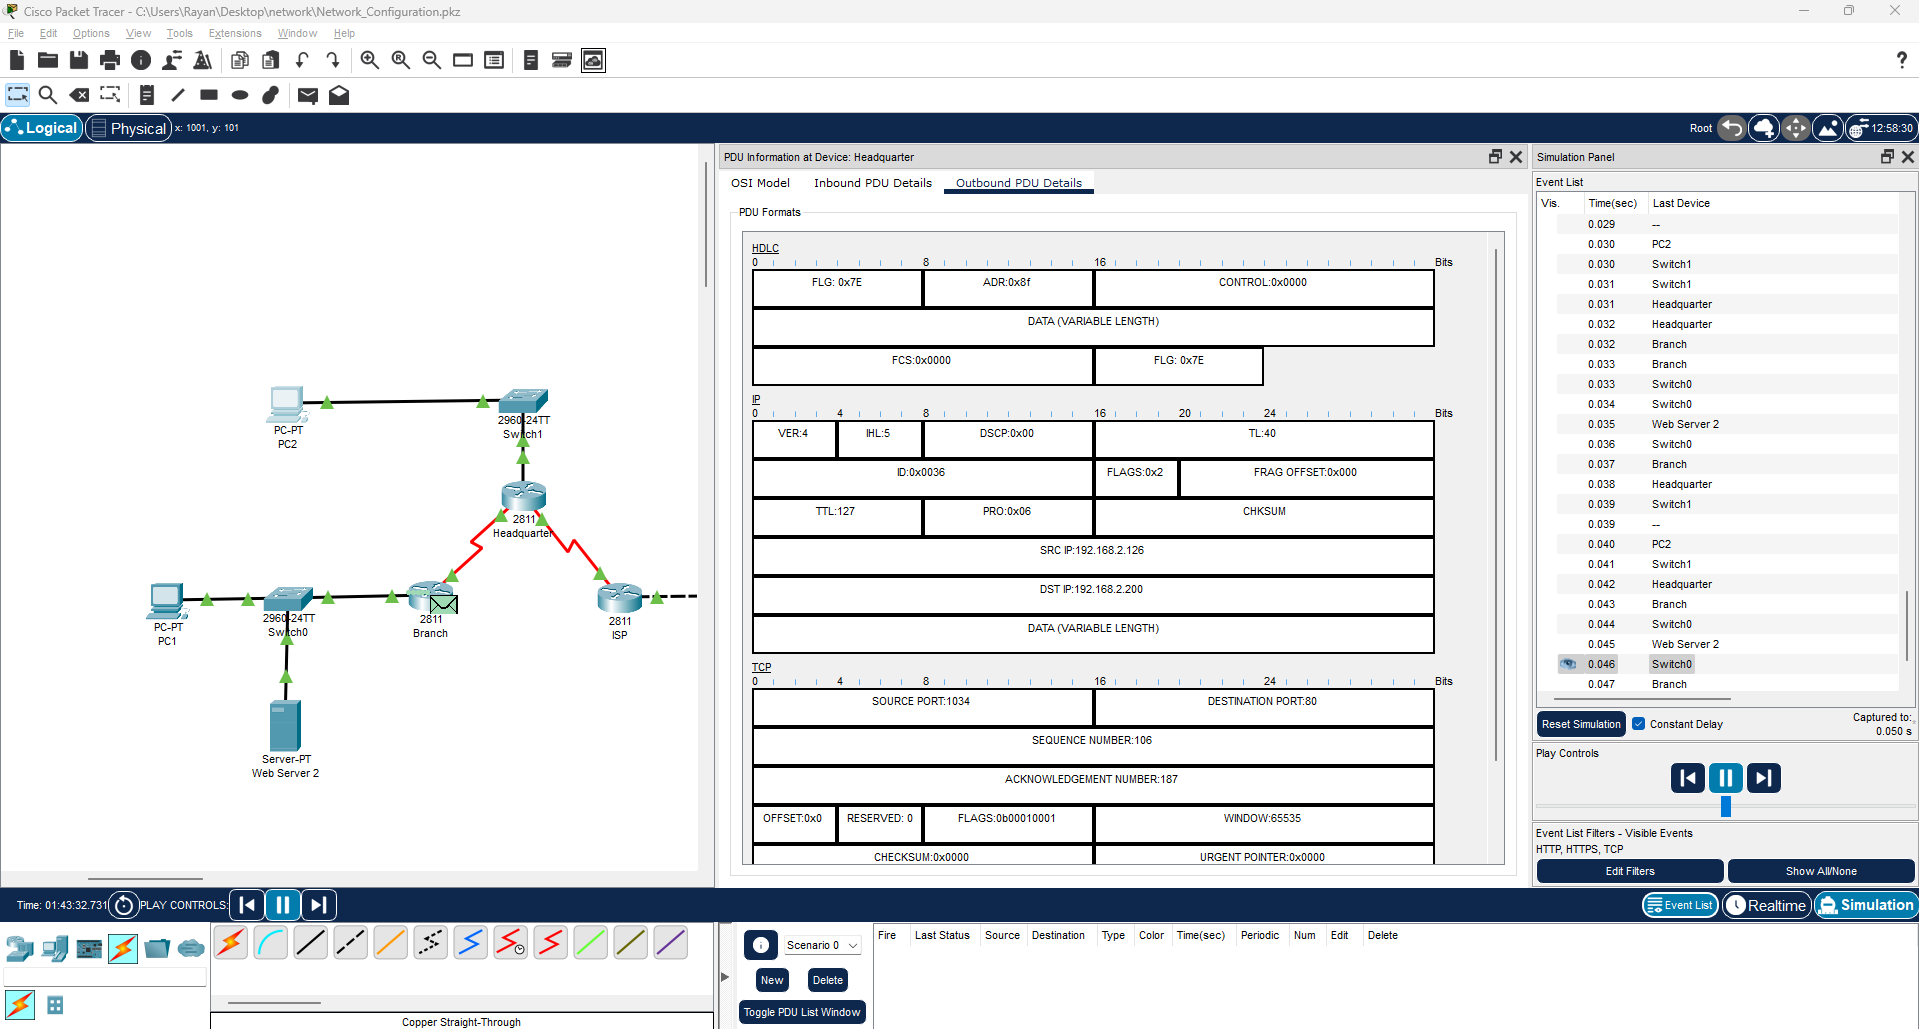 Cisco Packet Tracer - C:\Users\Rayan\Desktop\network\Network_Configuration.pkz
File Edit Options View Tools Extensions Window Help
?
Logical Physical x: 1001, y: 101
Root 12:58:30
PC-PT
PC2
2960-24TT
Switch1
2811
Headquarter
PC-PT
PC1
2960-24TT
Switch0
2811
Branch
2811
ISP
Server-PT
Web Server 2
PDU Information at Device: Headquarter
OSI Model Inbound PDU Details Outbound PDU Details
PDU Formats
HDLC
0 8 16 Bits
FLG: 0x7E ADR:0x8f CONTROL:0x0000
DATA (VARIABLE LENGTH)
FCS:0x0000 FLG: 0x7E
IP
0 4 8 16 20 24 Bits
VER:4 IHL:5 DSCP:0x00 TL:40
ID:0x0036 FLAGS:0x2 FRAG OFFSET:0x000
TTL:127 PRO:0x06 CHKSUM
SRC IP:192.168.2.126
DST IP:192.168.2.200
DATA (VARIABLE LENGTH)
TCP
0 4 8 16 24 Bits
SOURCE PORT:1034 DESTINATION PORT:80
SEQUENCE NUMBER:106
ACKNOWLEDGEMENT NUMBER:187
OFFSET:0x0 RESERVED: 0 FLAGS:0b00010001 WINDOW:65535
CHECKSUM:0x0000 URGENT POINTER:0x0000
Simulation Panel
Event List
Vis. Time(sec) Last Device
0.029 --
0.030 PC2
0.030 Switch1
0.031 Switch1
0.031 Headquarter
0.032 Headquarter
0.032 Branch
0.033 Branch
0.033 Switch0
0.034 Switch0
0.035 Web Server 2
0.036 Switch0
0.037 Branch
0.038 Headquarter
0.039 Switch1
0.039 --
0.040 PC2
0.041 Switch1
0.042 Headquarter
0.043 Branch
0.044 Switch0
0.045 Web Server 2
0.046 Switch0
0.047 Branch
Reset Simulation Constant Delay Captured to:
0.050 s
Play Controls
Event List Filters - Visible Events
HTTP, HTTPS, TCP
Edit Filters Show All/None
Time: 01:43:32.731 PLAY CONTROLS:
Event List Realtime Simulation
Copper Straight-Through
Scenario 0
New Delete
Toggle PDU List Window
Fire Last Status Source Destination Type Color Time(sec) Periodic Num Edit Delete